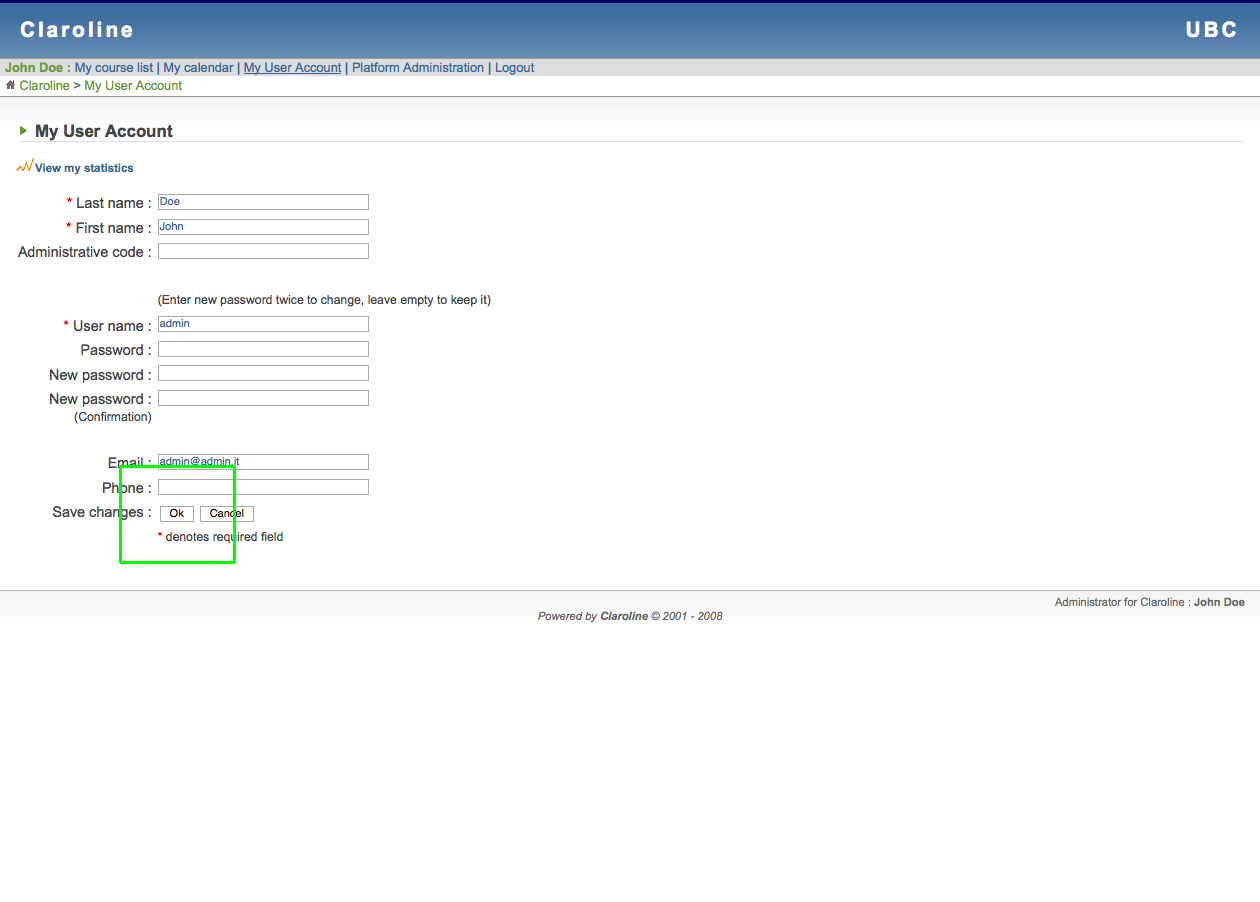 Claroline UBC
John Doe : My course list | My calendar | My User Account | Platform Administration | Logout
Claroline > My User Account
My User Account
View my statistics
* Last name : Doe
* First name : John
Administrative code :
(Enter new password twice to change, leave empty to keep it)
* User name : admin
Password :
New password :
New password :
(Confirmation)
Email : admin@admin.it
Phone :
Save changes : Ok Cancel
* denotes required field
Administrator for Claroline : John Doe
Powered by Claroline © 2001 - 2008